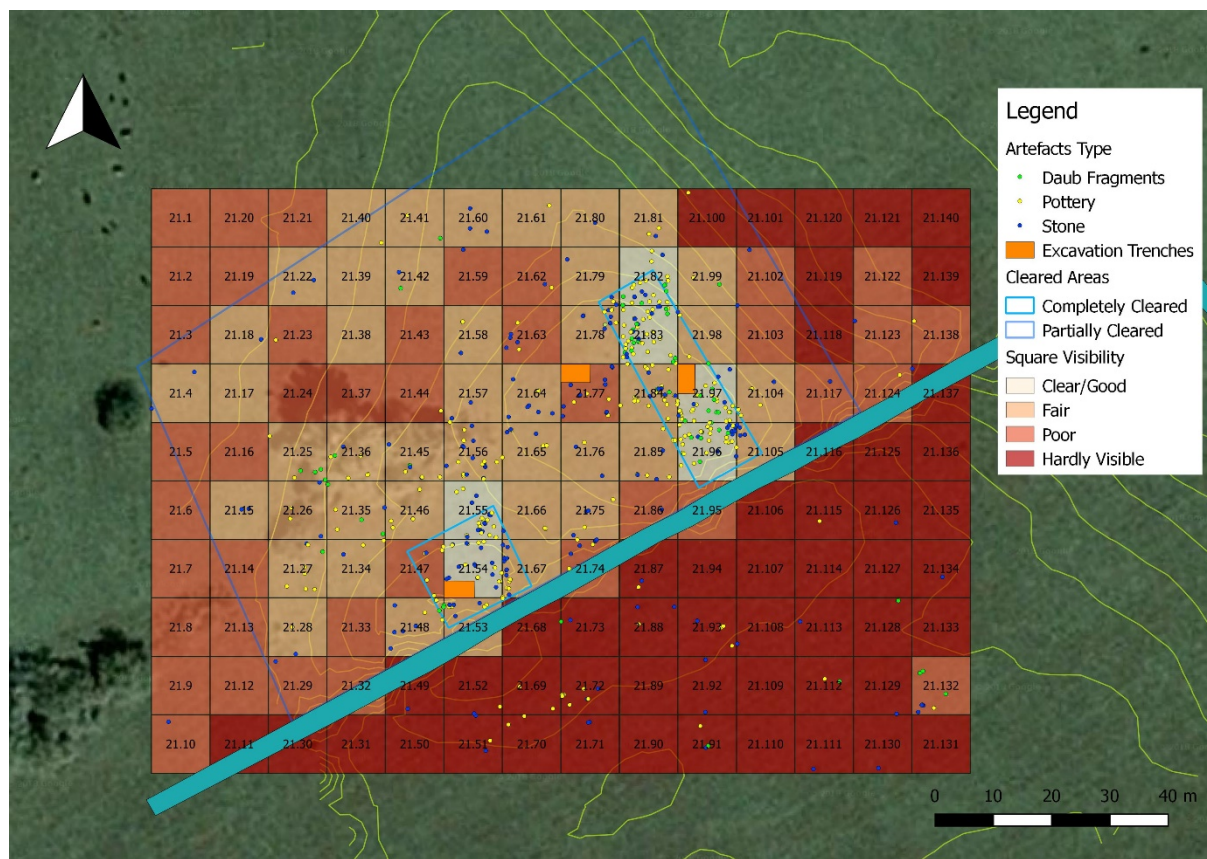 Legend
Artefacts Type
Daub Fragments
Pottery
Stone
Excavation Trenches
Cleared Areas
Completely Cleared
Partially Cleared
Square Visibility
Clear/Good
Fair
Poor
Hardly Visible
21.1 21.20 21.21 21.40 21.41 21.60 21.61 21.80 21.81 21.100 21.101 21.120 21.121 21.140
21.2 21.19 21.22 21.39 21.42 21.59 21.62 21.79 21.82 21.99 21.102 21.119 21.122 21.139
21.3 21.18 21.23 21.38 21.43 21.58 21.63 21.78 21.83 21.98 21.103 21.118 21.123 21.138
21.4 21.17 21.24 21.37 21.44 21.57 21.64 21.77 21.84 21.97 21.104 21.117 21.124 21.137
21.5 21.16 21.25 21.36 21.45 21.56 21.65 21.76 21.85 21.96 21.105 21.116 21.125 21.136
21.6 21.15 21.26 21.35 21.46 21.55 21.66 21.75 21.86 21.95 21.106 21.115 21.126 21.135
21.7 21.14 21.27 21.34 21.47 21.54 21.67 21.74 21.87 21.94 21.107 21.114 21.127 21.134
21.8 21.13 21.28 21.33 21.48 21.53 21.68 21.73 21.88 21.93 21.108 21.113 21.128 21.133
21.9 21.12 21.29 21.32 21.49 21.52 21.69 21.72 21.89 21.92 21.109 21.112 21.129 21.132
21.10 21.11 21.30 21.31 21.50 21.51 21.70 21.71 21.90 21.91 21.110 21.111 21.130 21.131
0 10 20 30 40 m